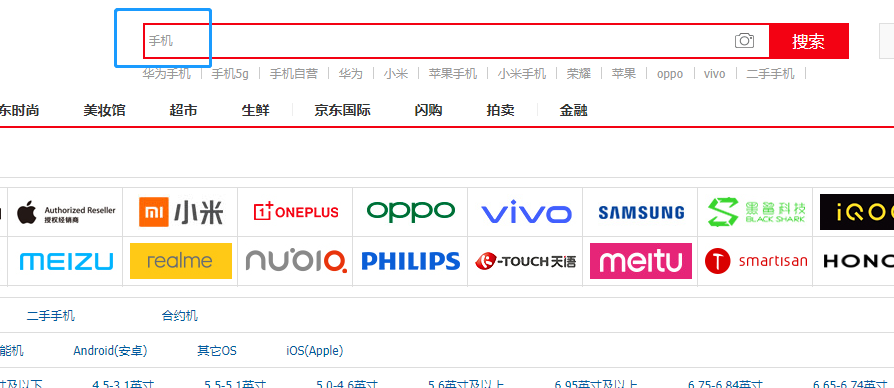 手机 搜索
华为手机 手机5g 手机自营 华为 小米 苹果手机 小米手机 荣耀 苹果 oppo vivo 二手手机
东时尚 美妆馆 超市 生鲜 京东国际 闪购 拍卖 金融
Authorized Reseller 授权经销商 mi 小米 1+ ONEPLUS oppo vivo SAMSUNG 黑鲨科技 BLACK SHARK iQOO
MEIZU realme nubia PHILIPS e-TOUCH天语 meitu T smartisan HONO
二手手机 合约机
能机 Android(安卓) 其它OS iOS(Apple)
寸及以下 4.5-3.1英寸 5.5-5.1英寸 5.0-4.6英寸 5.6英寸及以上 6.95英寸及以上 6.75-6.84英寸 6.65-6.74英寸